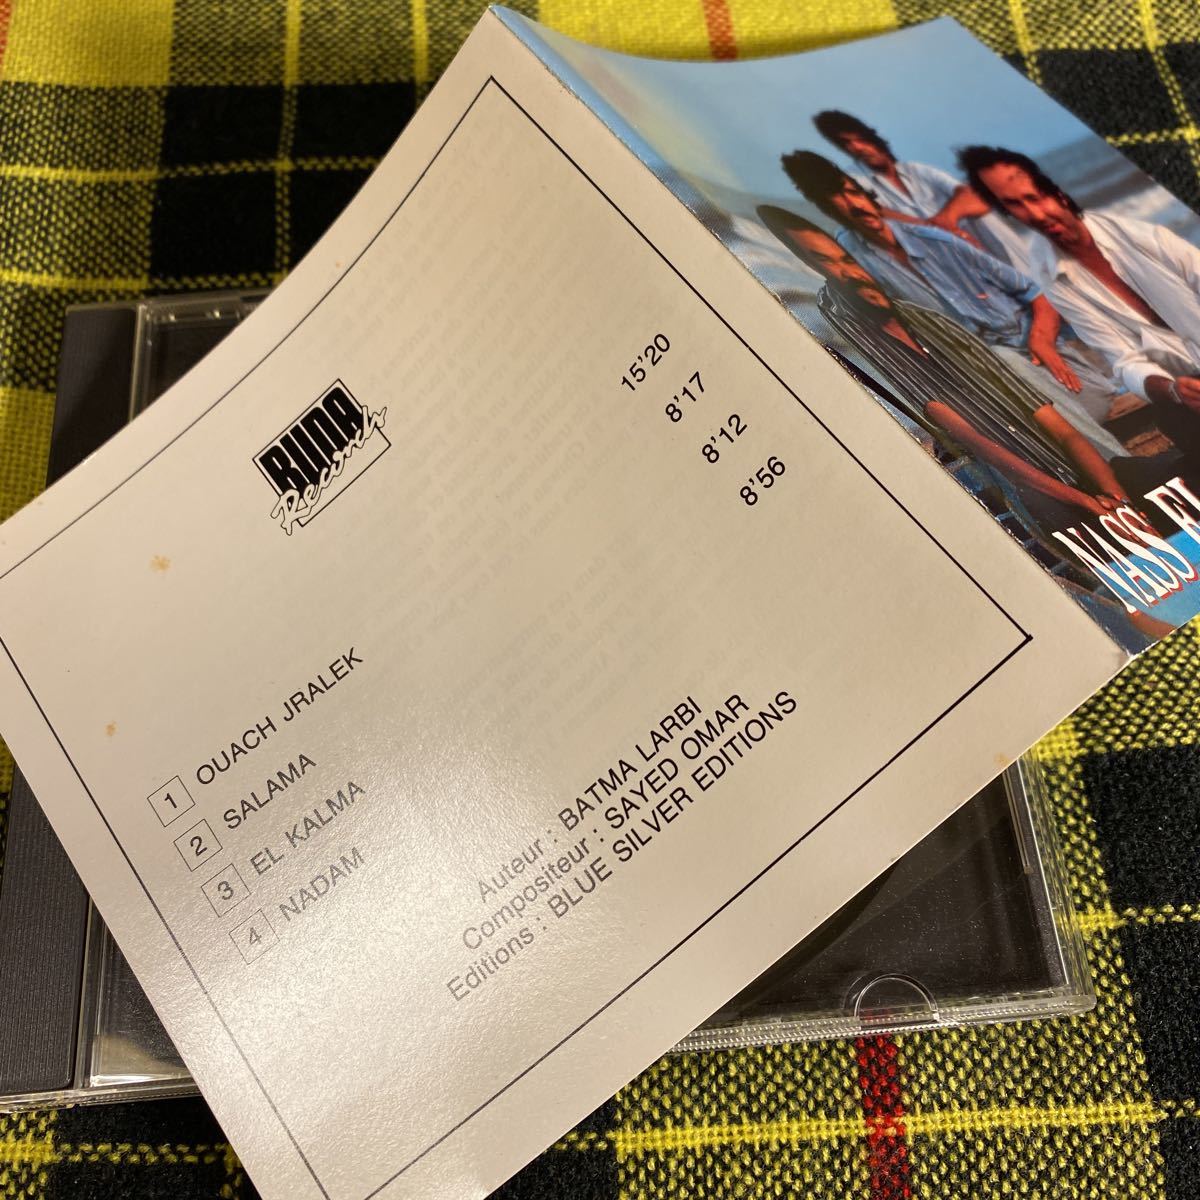 BUDA
Records
1 OUACH JRALEK 15'20
2 SALAMA 8'17
3 EL KALMA 8'12
4 NADAM 8'56
Auteur : BATMA LARBI
Compositeur : SAYED OMAR
Editions : BLUE SILVER EDITIONS
NASS EL